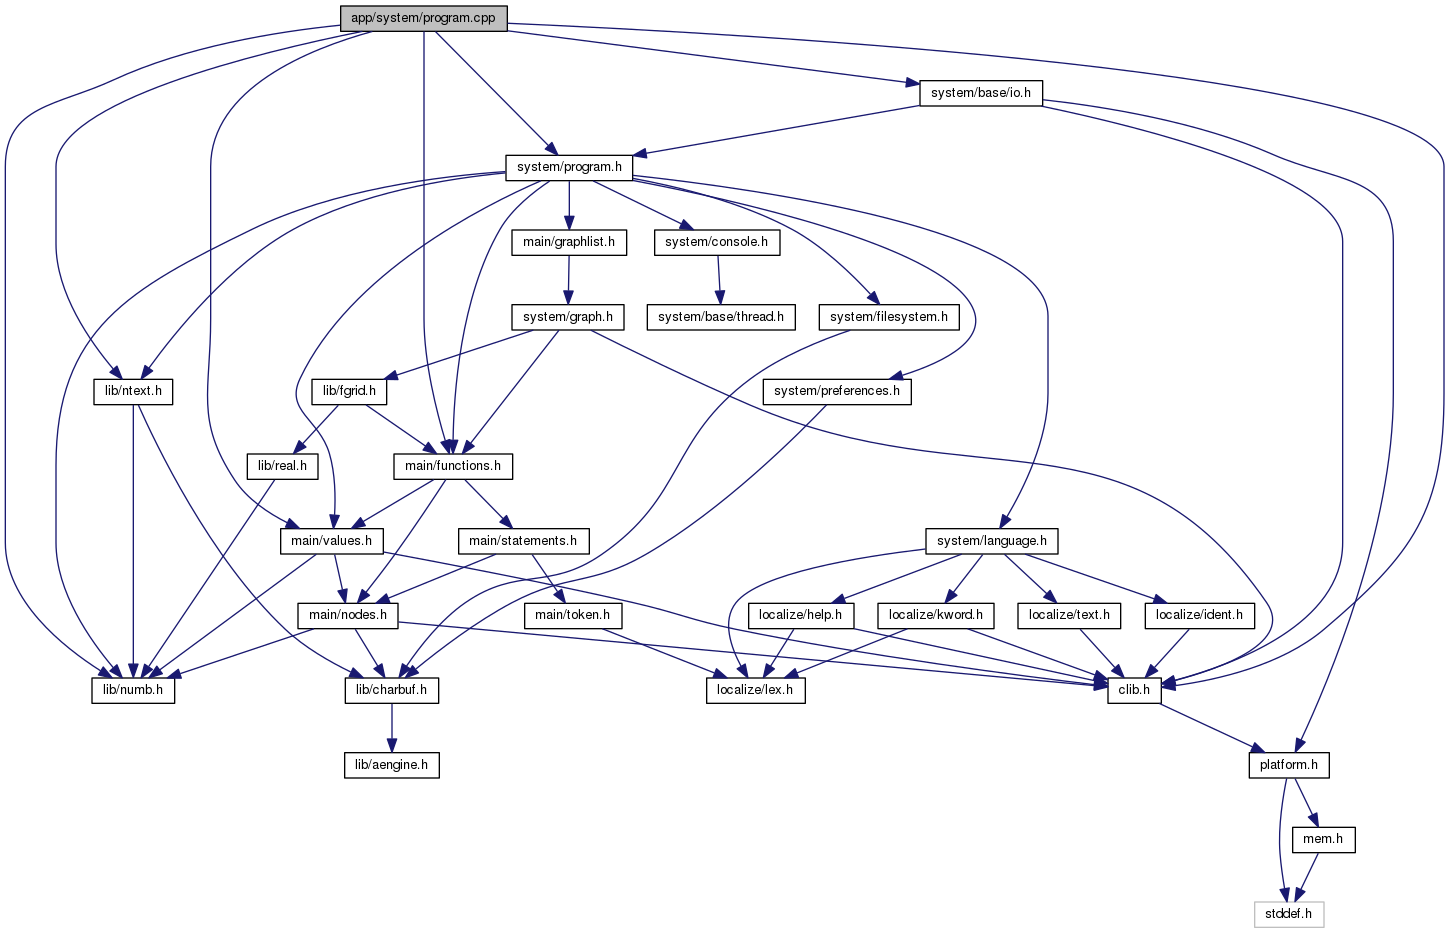 app/system/program.cpp
system/base/io.h
system/program.h
main/graphlist.h
system/console.h
system/graph.h
system/base/thread.h
system/filesystem.h
lib/ntext.h
lib/fgrid.h
system/preferences.h
lib/real.h
main/functions.h
main/values.h
main/statements.h
system/language.h
main/nodes.h
main/token.h
localize/help.h
localize/kword.h
localize/text.h
localize/ident.h
lib/numb.h
lib/charbuf.h
localize/lex.h
clib.h
lib/aengine.h
platform.h
mem.h
stddef.h